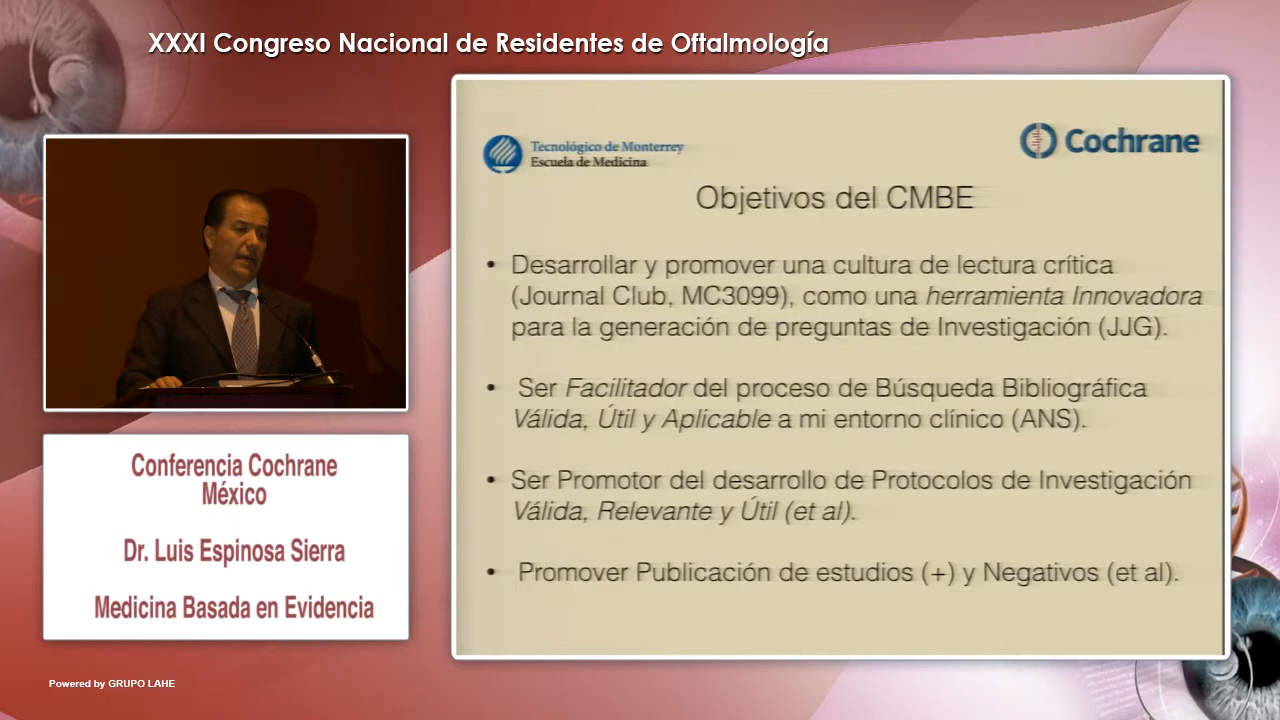 XXXI Congreso Nacional de Residentes de Oftalmología
Tecnológico de Monterrey
Escuela de Medicina
Cochrane
Objetivos del CMBE
• Desarrollar y promover una cultura de lectura crítica
(Journal Club, MC3099), como una herramienta Innovadora
para la generación de preguntas de Investigación (JJG).
• Ser Facilitador del proceso de Búsqueda Bibliográfica
Válida, Útil y Aplicable a mi entorno clínico (ANS).
• Ser Promotor del desarrollo de Protocolos de Investigación
Válida, Relevante y Útil (et al).
• Promover Publicación de estudios (+) y Negativos (et al).
Conferencia Cochrane
México
Dr. Luis Espinosa Sierra
Medicina Basada en Evidencia
Powered by GRUPO LAHE